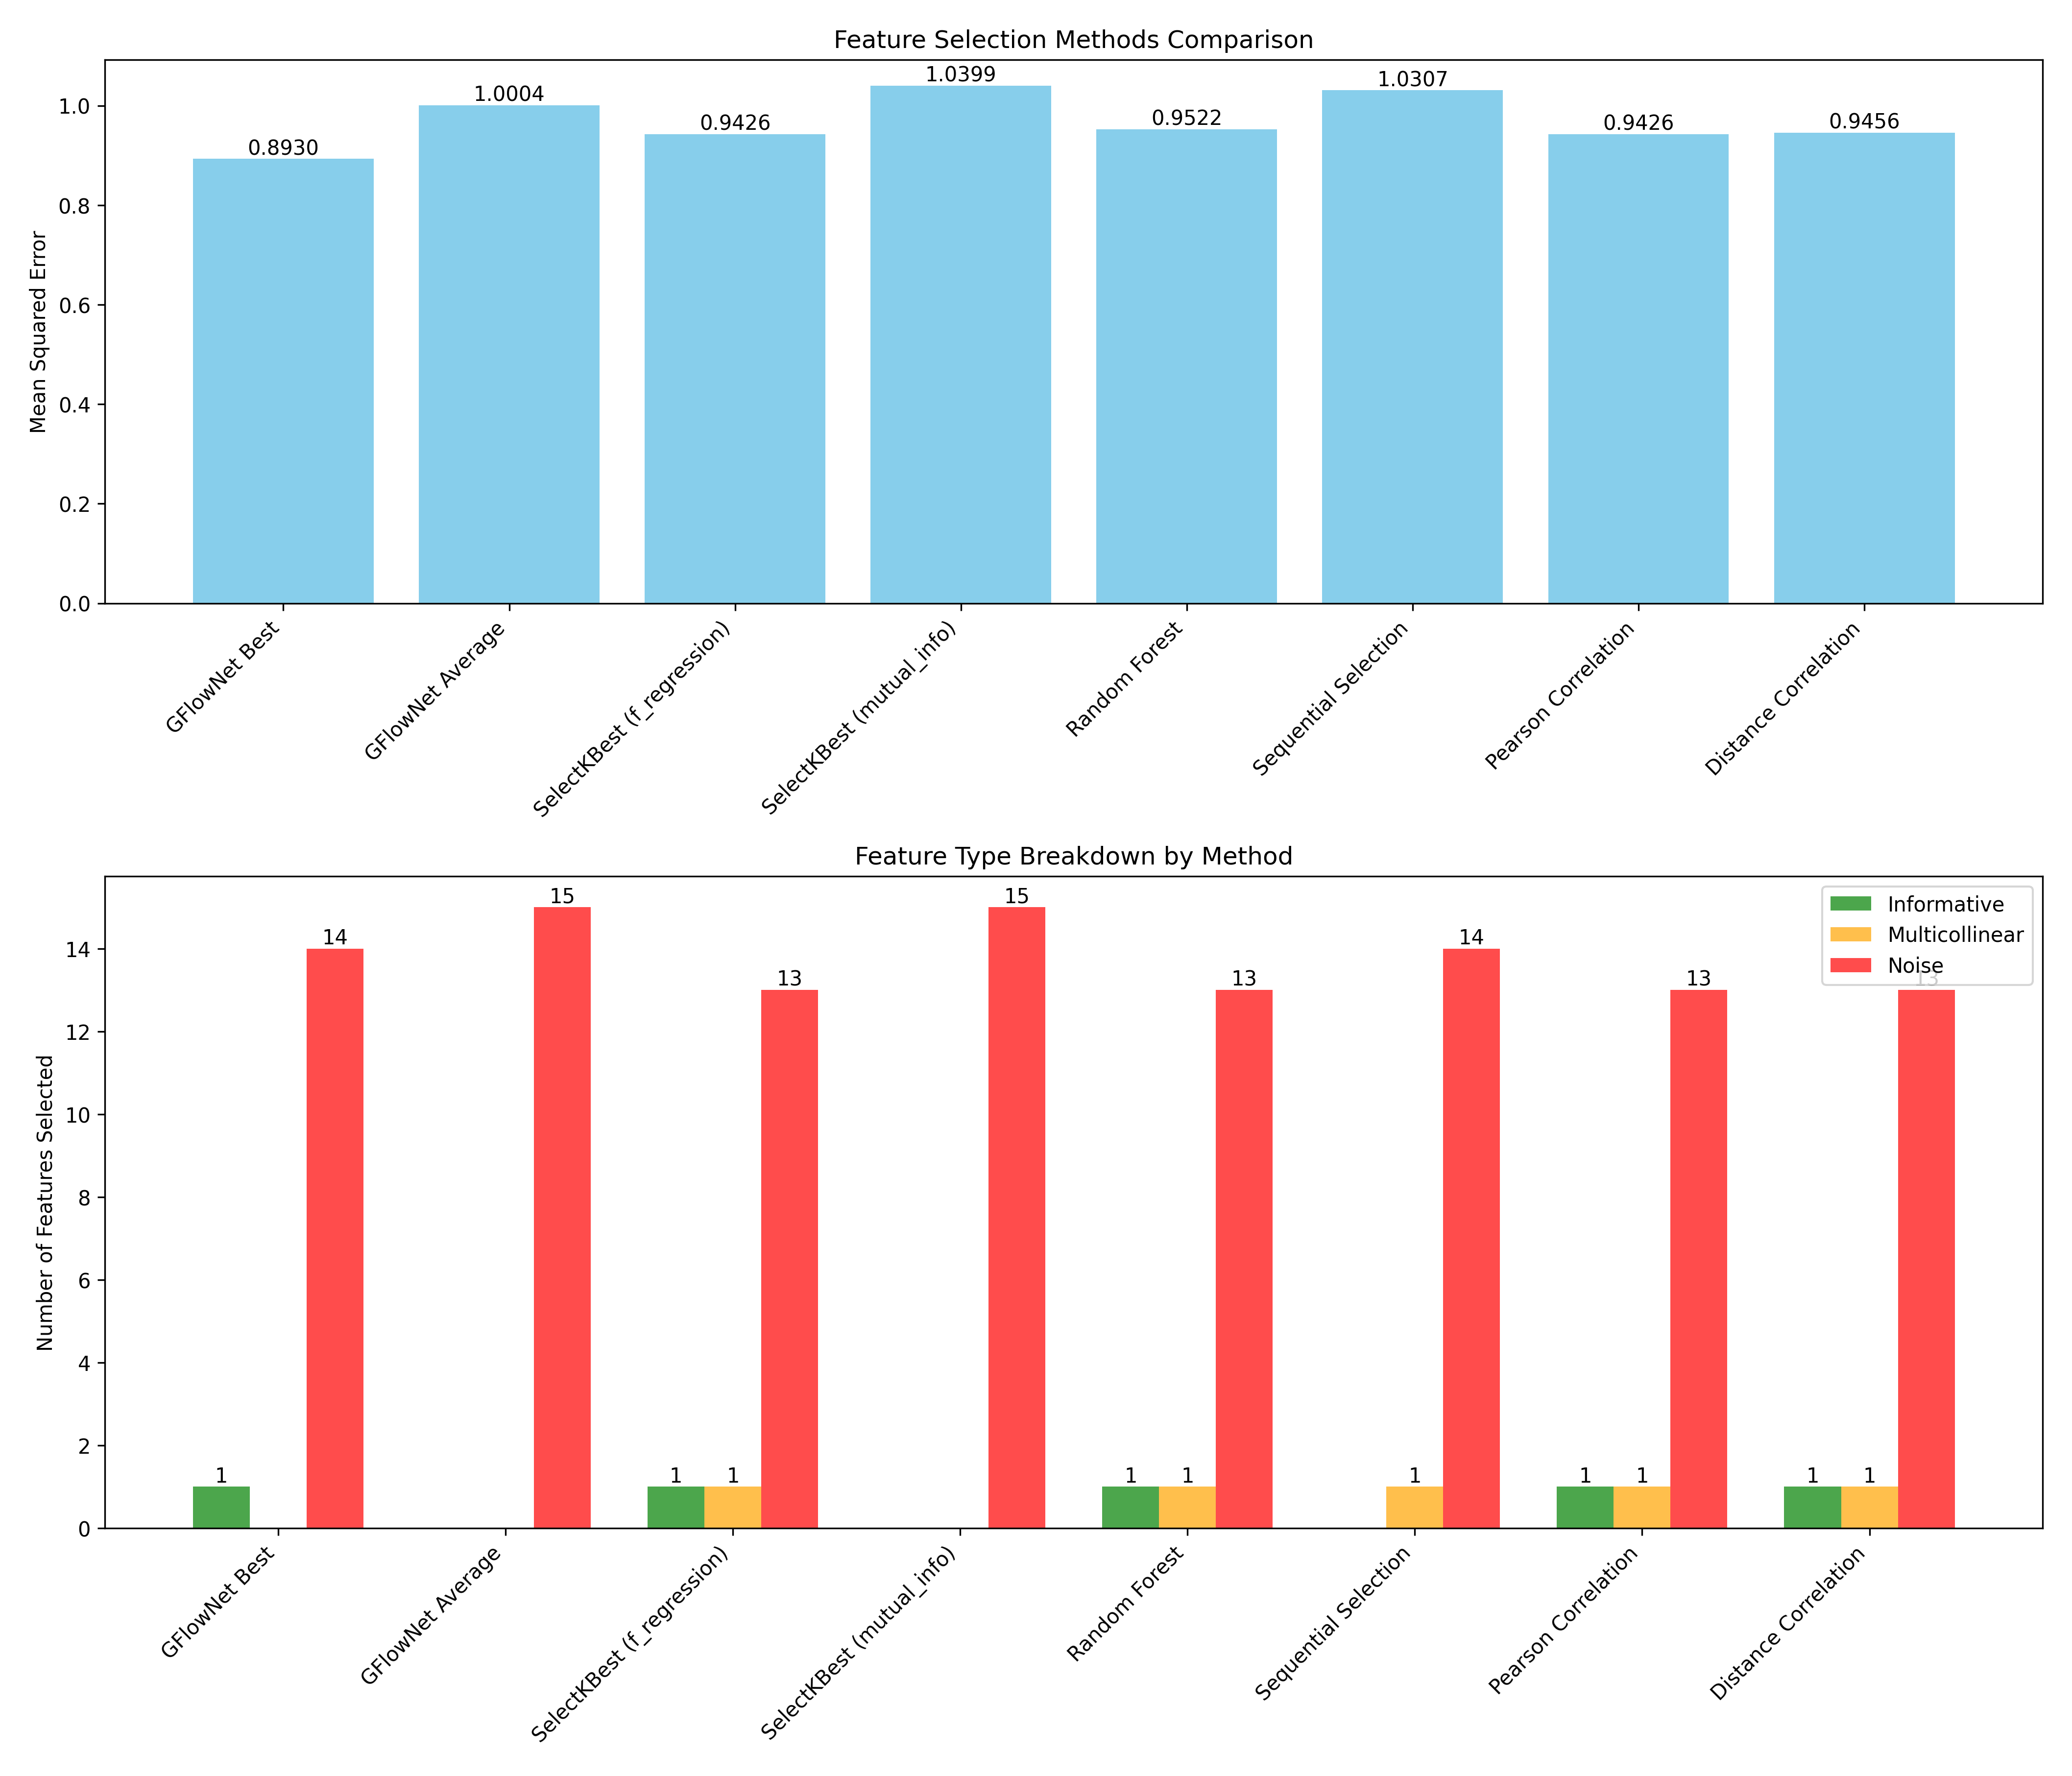 Feature Selection Methods Comparison
Mean Squared Error
1.0
0.8
0.6
0.4
0.2
0.0
0.8930
1.0004
0.9426
1.0399
0.9522
1.0307
0.9426
0.9456
GFlowNet Best
GFlowNet Average
SelectKBest (f_regression)
SelectKBest (mutual_info)
Random Forest
Sequential Selection
Pearson Correlation
Distance Correlation
Feature Type Breakdown by Method
Number of Features Selected
14
12
10
8
6
4
2
0
Informative
Multicollinear
Noise
1
14
15
1
1
13
15
1
1
13
1
14
1
1
13
1
1
13
GFlowNet Best
GFlowNet Average
SelectKBest (f_regression)
SelectKBest (mutual_info)
Random Forest
Sequential Selection
Pearson Correlation
Distance Correlation